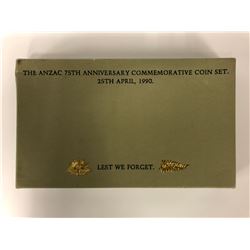 THE ANZAC 75TH ANNIVERSARY COMMEMORATIVE COIN SET.
25TH APRIL, 1990.
LEST WE FORGET.